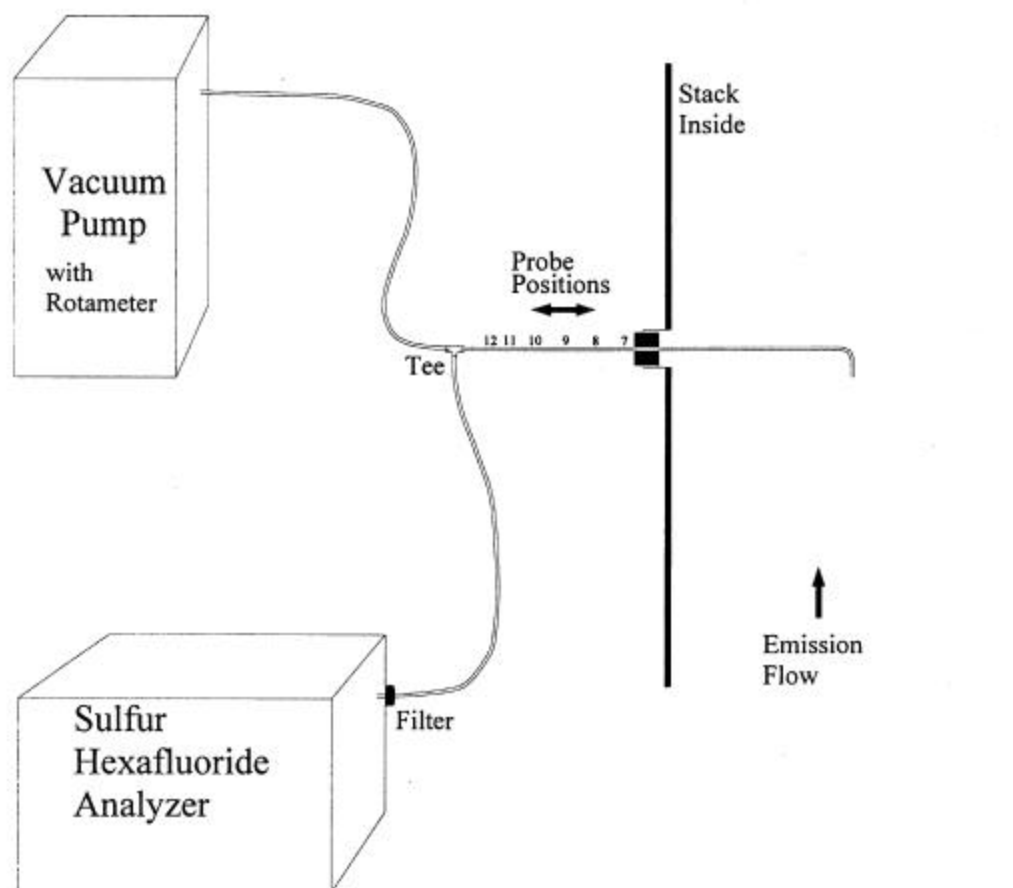 Vacuum
Pump
with
Rotameter
Stack
Inside
Probe
Positions
12 11 10 9 8 7
Tee
Emission
Flow
Filter
Sulfur
Hexafluoride
Analyzer